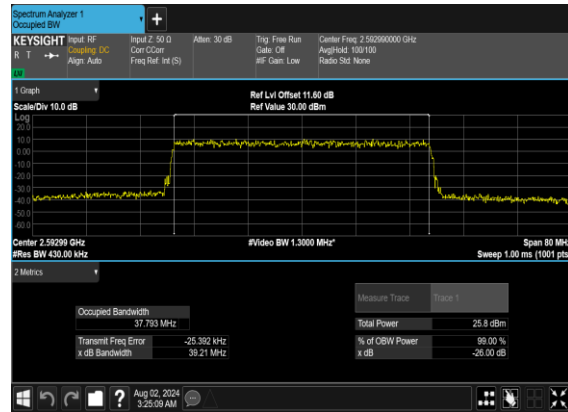 Spectrum Analyzer 1
Occupied BW
KEYSIGHT Input: RF Input Z: 50 Ω Atten: 30 dB Trig: Free Run Center Freq: 2.592990000 GHz
R T Coupling: DC Corr CCorr Gate: Off Avg|Hold: 100/100
Align: Auto Freq Ref: Int (S) #IF Gain: Low Radio Std: None
LXI
1 Graph
Ref Lvl Offset 11.60 dB
Scale/Div 10.0 dB Ref Value 30.00 dBm
Log
20.0
10.0
0.00
-10.0
-20.0
-30.0
-40.0
-50.0
-60.0
Center 2.59299 GHz #Video BW 1.3000 MHz* Span 80 MHz
#Res BW 430.00 kHz Sweep 1.00 ms (1001 pts
2 Metrics
Measure Trace Trace 1
Occupied Bandwidth
37.793 MHz Total Power 25.8 dBm
Transmit Freq Error -25.392 kHz % of OBW Power 99.00 %
x dB Bandwidth 39.21 MHz x dB -26.00 dB
Aug 02, 2024
3:25:09 AM